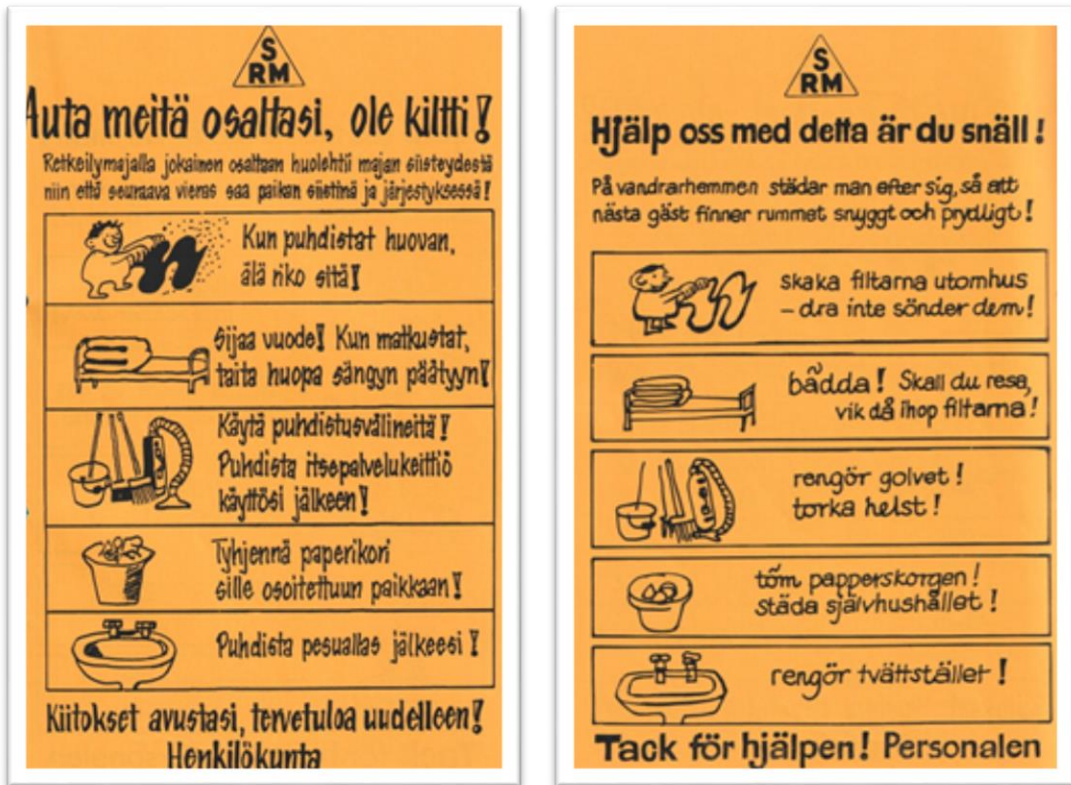 S
RM
Auta meitä osaltasi, ole kiltti!
Retkeilymajalla jokainen osaltaan huolehtii majan siisteydestä
niin että seuraava vieras saa paikan siistinä ja järjestyksessä!
Kun puhdistat huovan,
älä riko sitä!
Sijaa vuode! Kun matkustat,
taita huopa sängyn päätyyn!
Käytä puhdistusvälineitä!
Puhdista itsepalvelukeittiö
käyttösi jälkeen!
Tyhjennä paperikori
sille osoitettuun paikkaan!
Puhdista pesuallas jälkeesi!
Kiitokset avustasi, tervetuloa uudelleen!
Henkilökunta
S
RM
Hjälp oss med detta är du snäll!
På vandrarhemmen städar man efter sig, så att
nästa gäst finner rummet snyggt och prydligt!
skaka filtarna utomhus
– dra inte sönder dem!
bädda! Skall du resa,
vik då ihop filtarna!
rengör golvet!
torka helst!
töm papperskorgen!
städa självhushållet!
rengör tvättstället!
Tack för hjälpen! Personalen